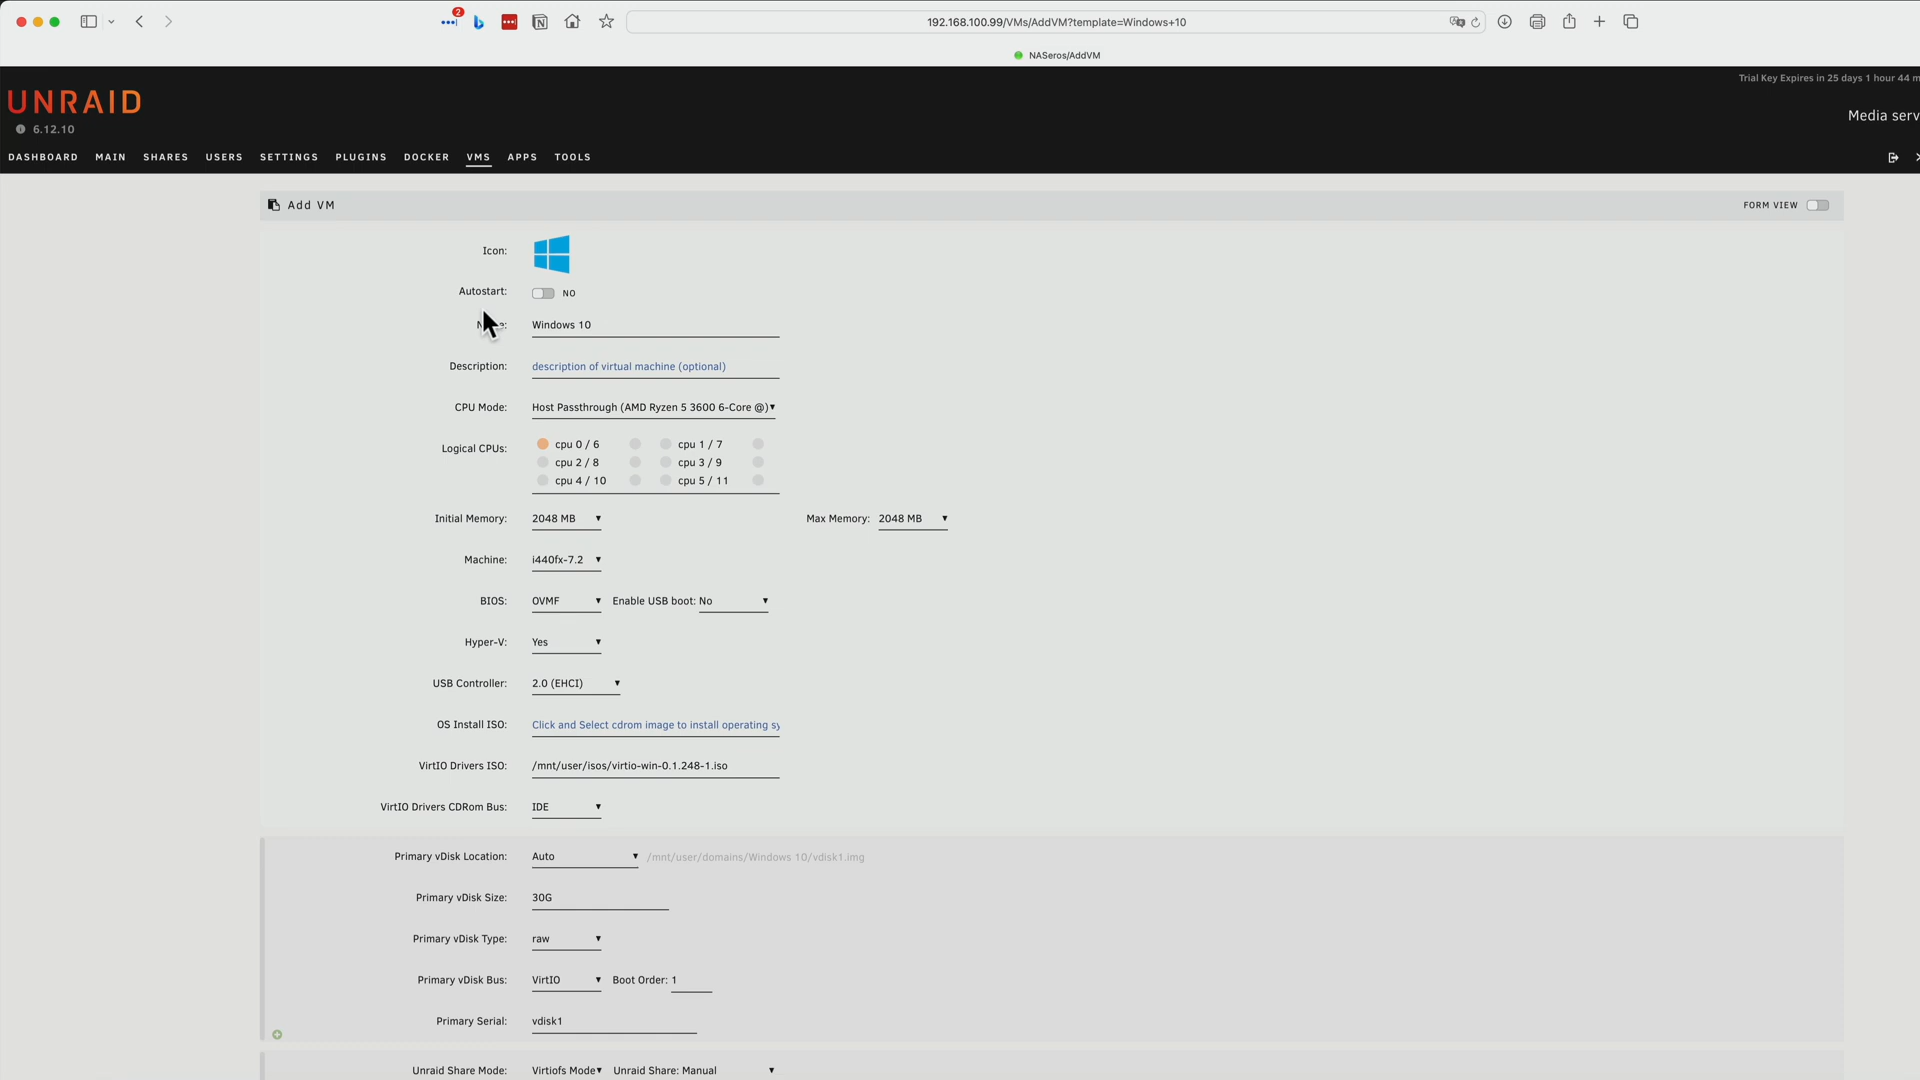 2
192.168.100.99/VMs/AddVM?template=Windows+10
NASeros/AddVM
Trial Key Expires in 25 days 1 hour 44 m
UNRAID
6.12.10
Media serv
DASHBOARD MAIN SHARES USERS SETTINGS PLUGINS DOCKER VMS APPS TOOLS
Add VM
FORM VIEW
Icon:
Autostart: NO
Windows 10
Description: description of virtual machine (optional)
CPU Mode: Host Passthrough (AMD Ryzen 5 3600 6-Core @)
Logical CPUs: cpu 0 / 6 cpu 1 / 7
cpu 2 / 8 cpu 3 / 9
cpu 4 / 10 cpu 5 / 11
Initial Memory: 2048 MB Max Memory: 2048 MB
Machine: i440fx-7.2
BIOS: OVMF Enable USB boot: No
Hyper-V: Yes
USB Controller: 2.0 (EHCI)
OS Install ISO: Click and Select cdrom image to install operating sy
VirtIO Drivers ISO: /mnt/user/isos/virtio-win-0.1.248-1.iso
VirtIO Drivers CDRom Bus: IDE
Primary vDisk Location: Auto /mnt/user/domains/Windows 10/vdisk1.img
Primary vDisk Size: 30G
Primary vDisk Type: raw
Primary vDisk Bus: VirtIO Boot Order: 1
Primary Serial: vdisk1
Unraid Share Mode: Virtiofs Mode Unraid Share: Manual